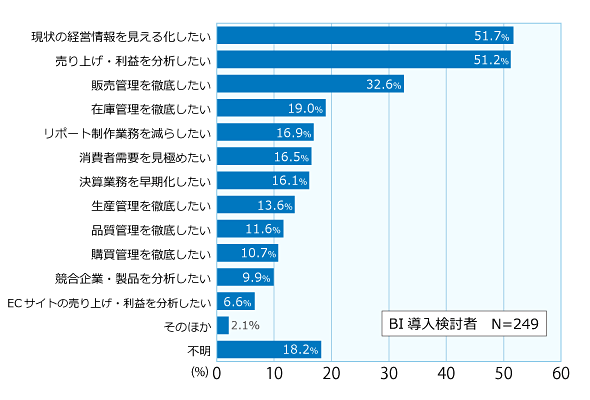 現状の経営情報を見える化したい 51.7%
売り上げ・利益を分析したい 51.2%
販売管理を徹底したい 32.6%
在庫管理を徹底したい 19.0%
リポート制作業務を減らしたい 16.9%
消費者需要を見極めたい 16.5%
決算業務を早期化したい 16.1%
生産管理を徹底したい 13.6%
品質管理を徹底したい 11.6%
購買管理を徹底したい 10.7%
競合企業・製品を分析したい 9.9%
ECサイトの売り上げ・利益を分析したい 6.6%
そのほか 2.1%
BI導入検討者 N=249
不明 18.2%
(%) 0 10 20 30 40 50 60